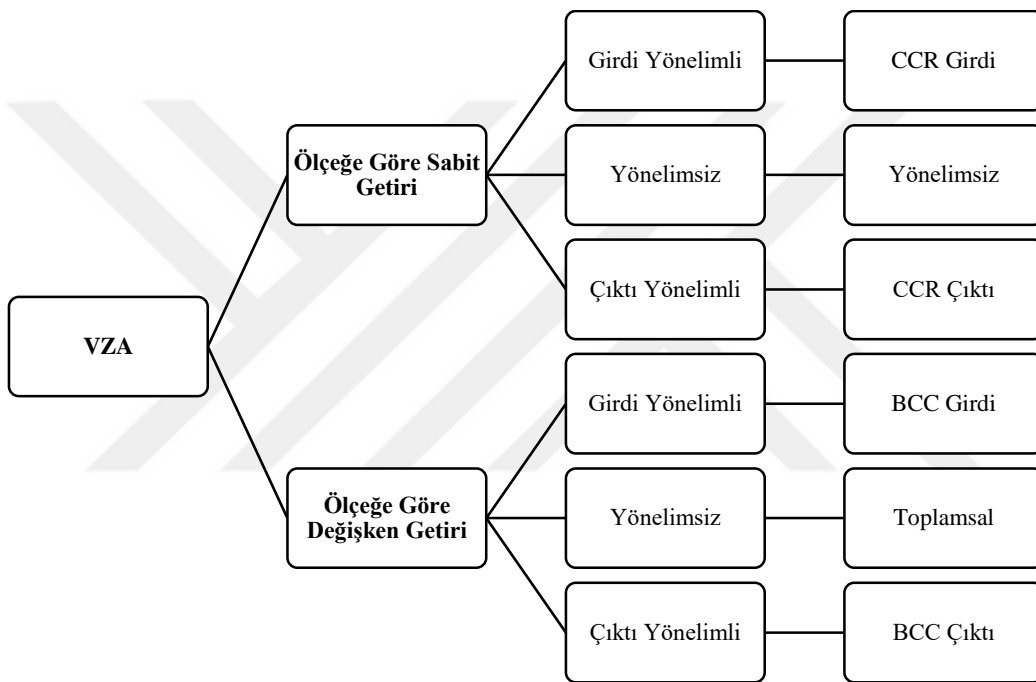 VZA
Ölçeğe Göre Sabit
Getiri
Girdi Yönelimli
CCR Girdi
Yönelimsiz
Yönelimsiz
Çıktı Yönelimli
CCR Çıktı
Ölçeğe Göre
Değişken Getiri
Girdi Yönelimli
BCC Girdi
Yönelimsiz
Toplamsal
Çıktı Yönelimli
BCC Çıktı